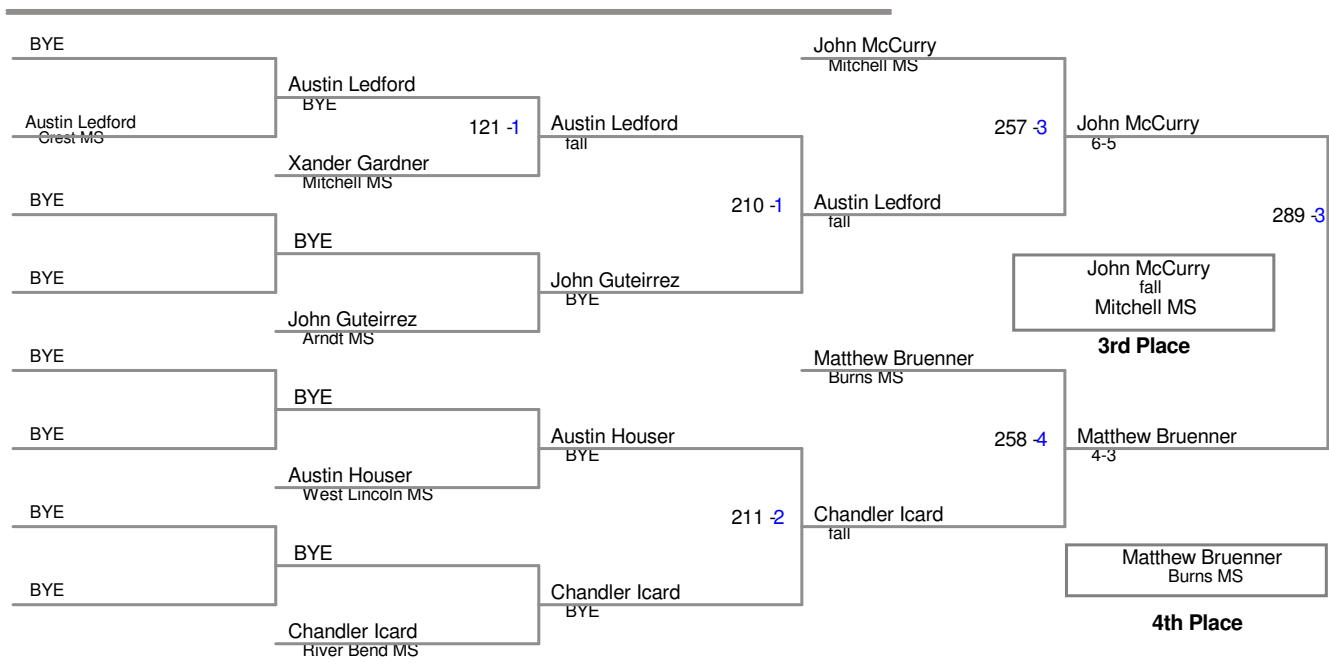 BYE
John McCurry
Mitchell MS
Austin Ledford
BYE
Austin Ledford
Crest MS
121 -1
Austin Ledford
fall
257 -3
John McCurry
6-5
Xander Gardner
Mitchell MS
BYE
210 -1
Austin Ledford
fall
289 -3
BYE
BYE
John Guteirrez
BYE
John McCurry
fall
Mitchell MS
John Guteirrez
Arndt MS
3rd Place
BYE
Matthew Bruenner
Burns MS
BYE
BYE
Austin Houser
BYE
258 -4
Matthew Bruenner
4-3
Austin Houser
West Lincoln MS
BYE
211 -2
Chandler Icard
fall
BYE
Matthew Bruenner
Burns MS
BYE
Chandler Icard
BYE
4th Place
Chandler Icard
River Bend MS